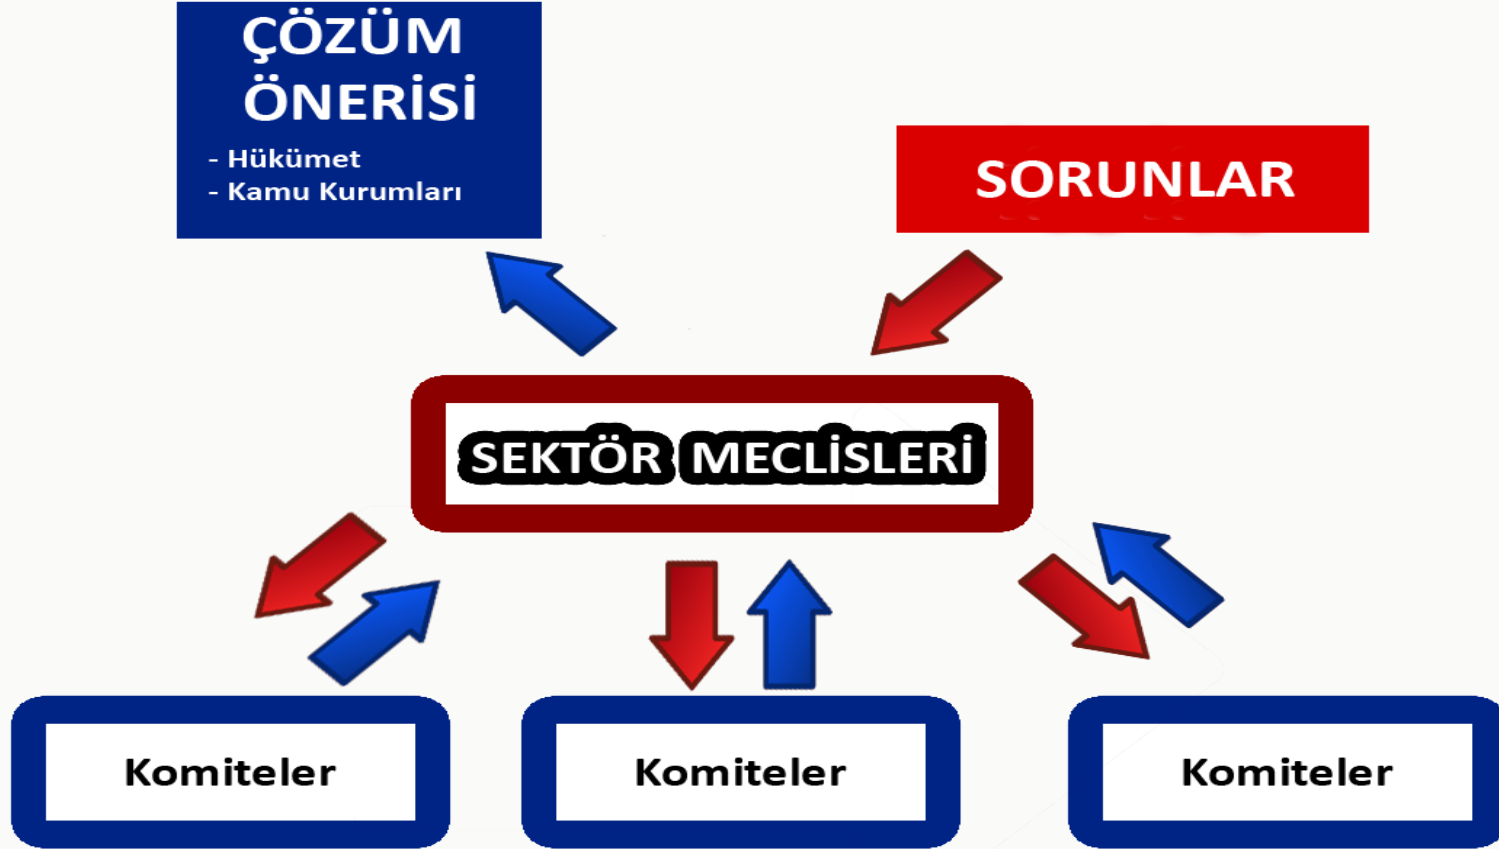 ÇÖZÜM
ÖNERİSİ
- Hükümet
- Kamu Kurumları
SORUNLAR
SEKTÖR MECLİSLERİ
Komiteler
Komiteler
Komiteler